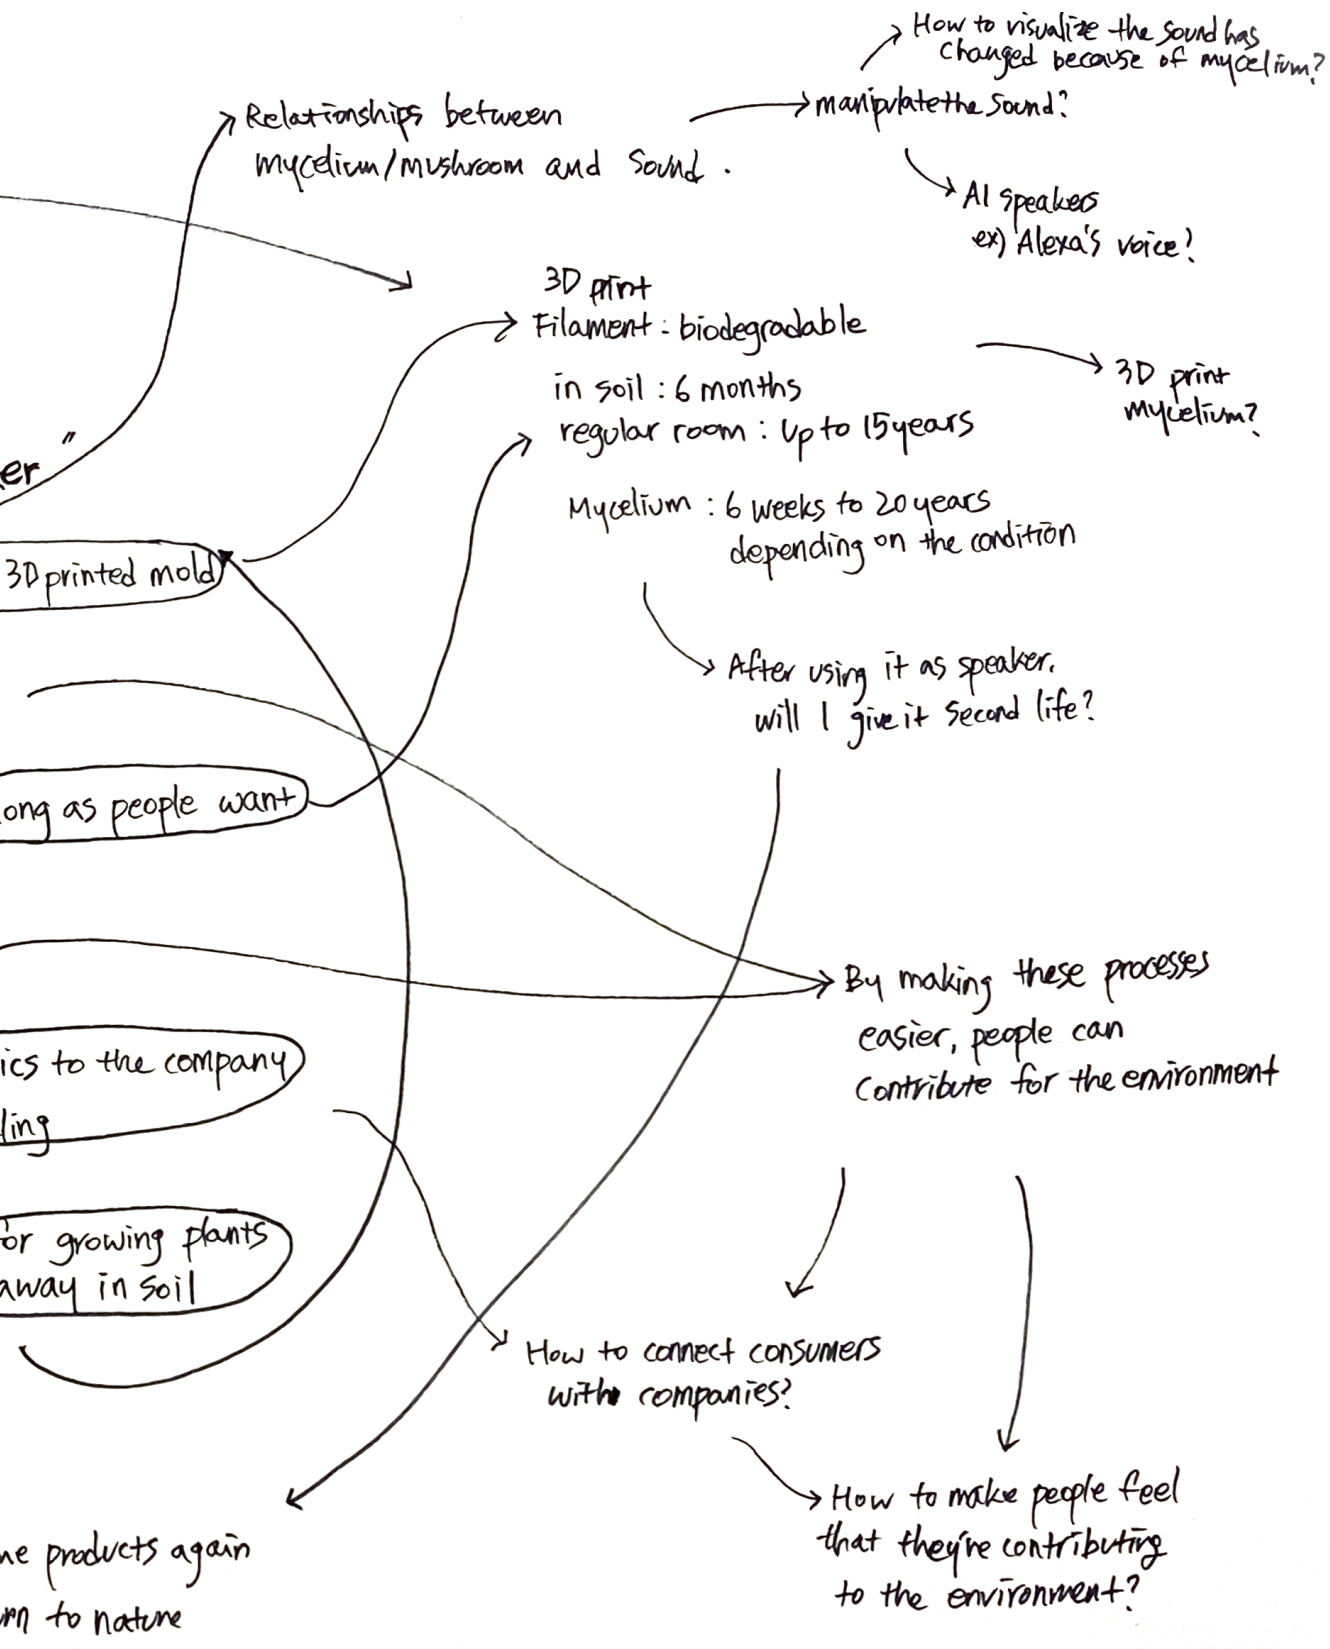 How to visualize the sound has
changed because of mycelium?
manipulate the sound?
Relationships between
mycelium/mushroom and sound.
AI speakers
ex) Alexa's voice?
3D print
Filament : biodegradable
in soil : 6 months
regular room : Up to 15 years
3D print
mycelium?
"
er
Mycelium : 6 weeks to 20 years
depending on the condition
3D printed mold
After using it as speaker.
will I give it second life?
ong as people want
By making these processes
easier, people can
contribute for the environment
ics to the company
ling
or growing plants
away in soil
How to connect consumers
with companies?
How to make people feel
that they're contributing
to the environment?
me products again
rn to nature